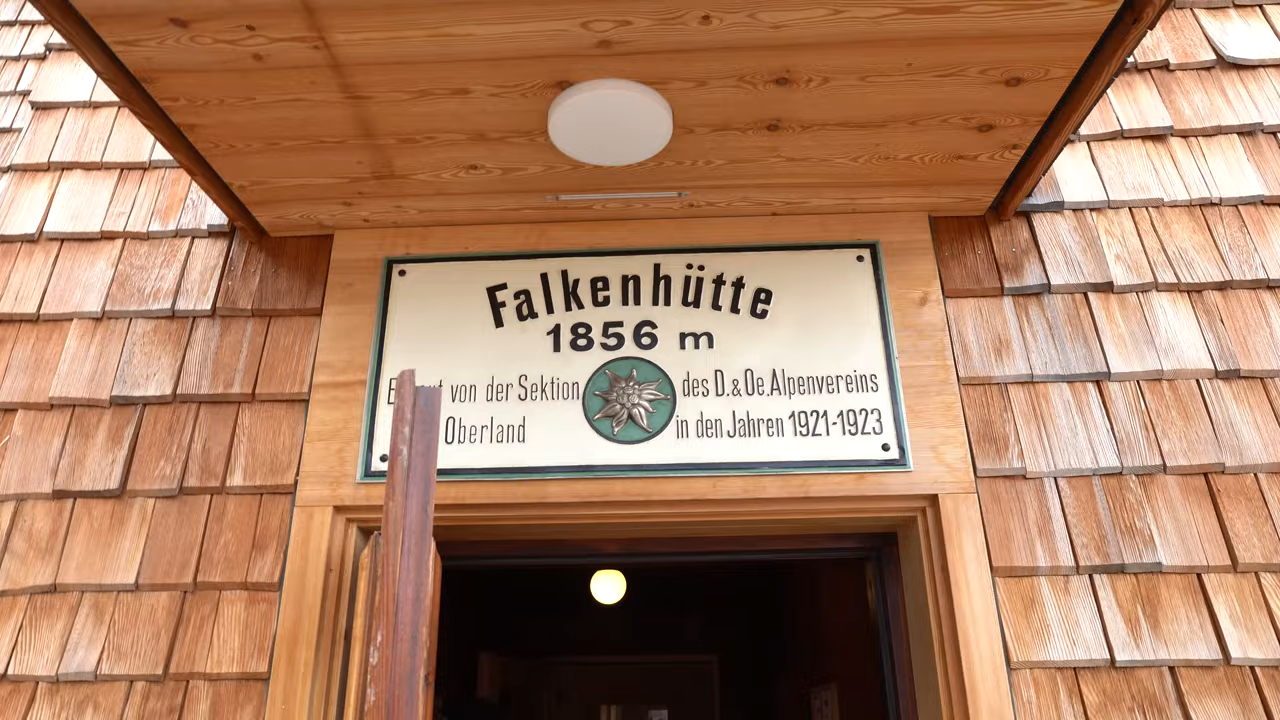 Falkenhütte
1856 m
von der Sektion des D. & Oe. Alpenvereins
Oberland in den Jahren 1921-1923